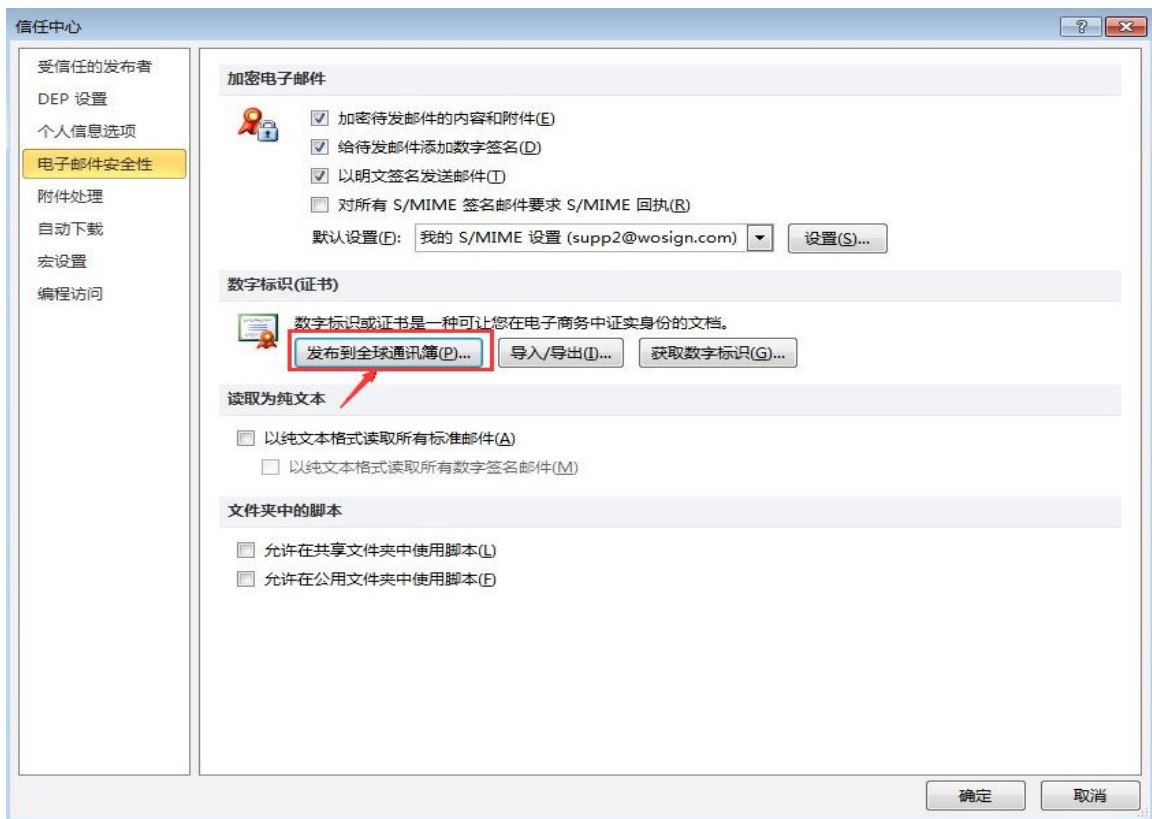 信任中心
受信任的发布者
DEP 设置
个人信息选项
电子邮件安全性
附件处理
自动下载
宏设置
编程访问
加密电子邮件
加密待发邮件的内容和附件(E)
给待发邮件添加数字签名(D)
以明文签名发送邮件(T)
对所有 S/MIME 签名邮件要求 S/MIME 回执(R)
默认设置(F): 我的 S/MIME 设置 (supp2@wosign.com) 设置(S)...
数字标识(证书)
数字标识或证书是一种可让您在电子商务中证实身份的文档。
发布到全球通讯簿(P)... 导入/导出(I)... 获取数字标识(G)...
读取为纯文本
以纯文本格式读取所有标准邮件(A)
以纯文本格式读取所有数字签名邮件(M)
文件夹中的脚本
允许在共享文件夹中使用脚本(L)
允许在公用文件夹中使用脚本(F)
确定 取消